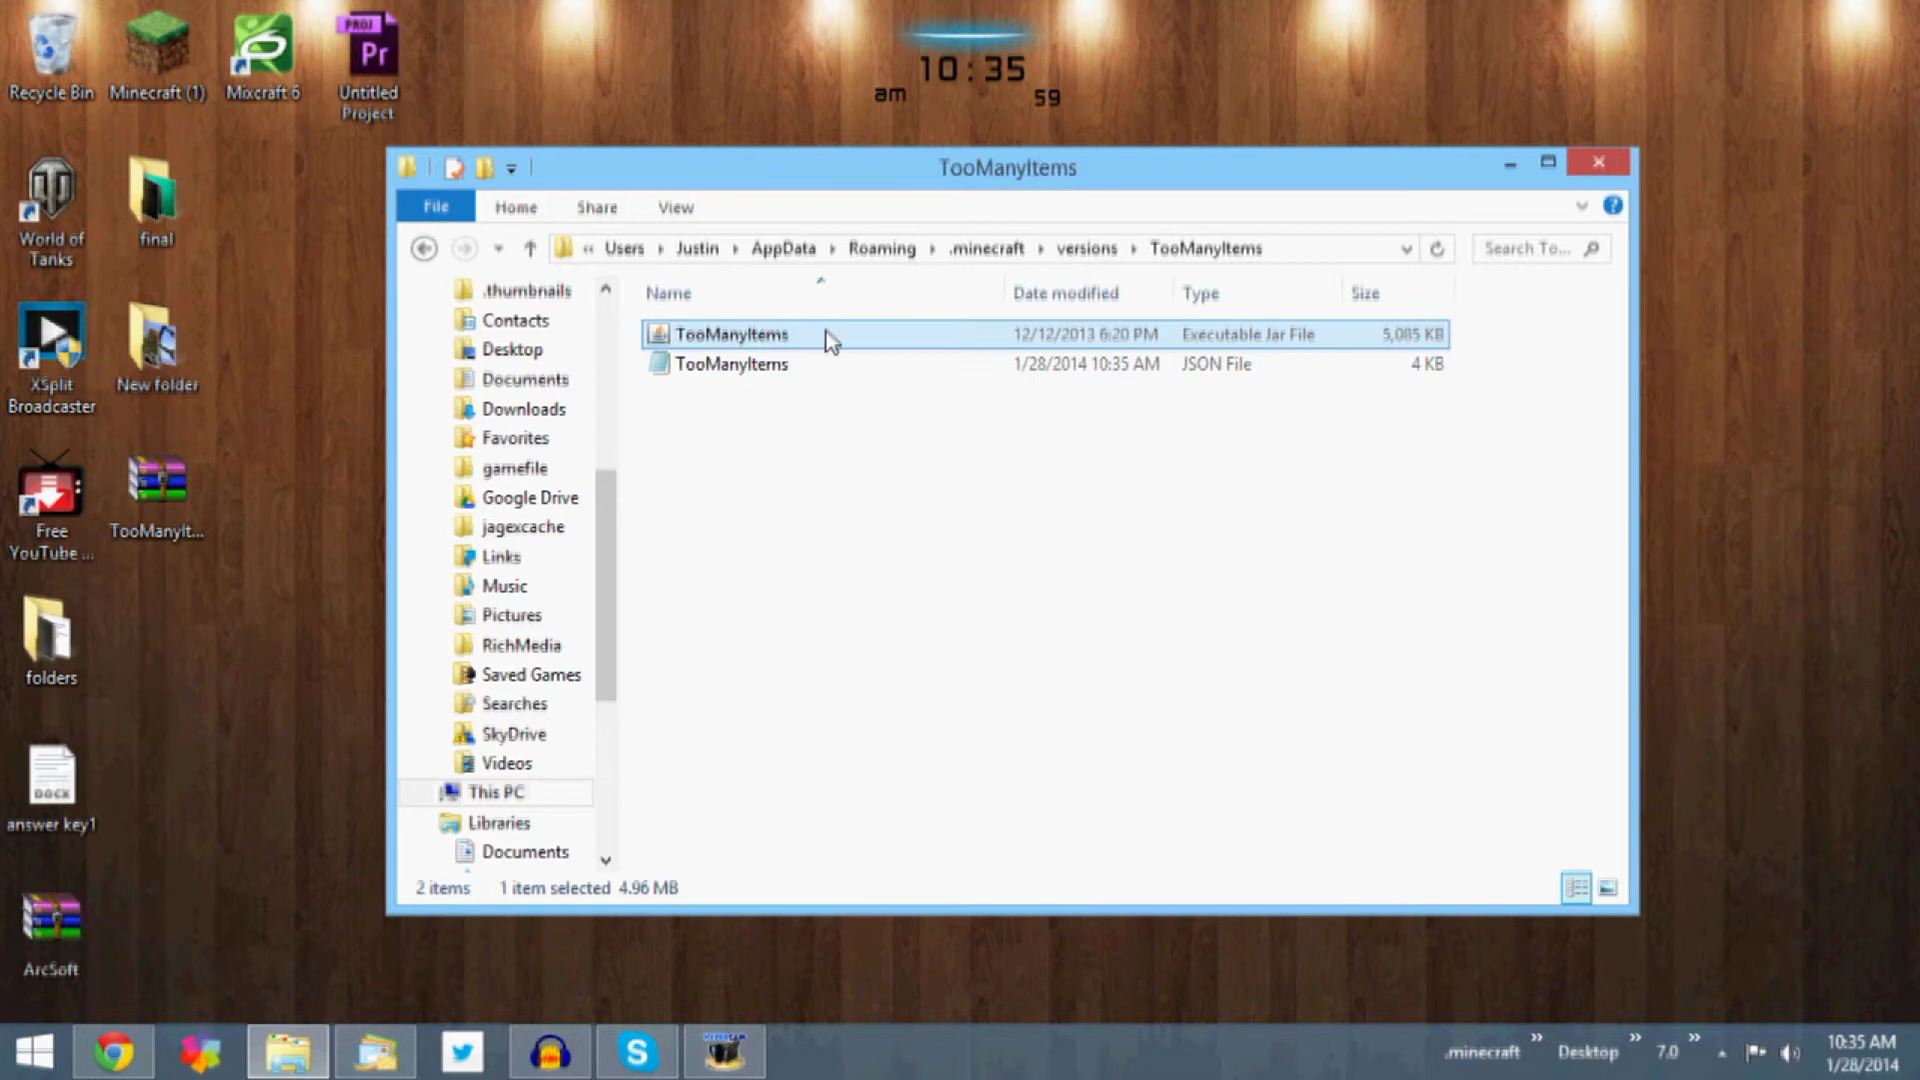 Recycle Bin
Minecraft (1)
Mixcraft 6
PROJ
Pr
Untitled
Project
World of
Tanks
final
XSplit
Broadcaster
New folder
Free
YouTube ...
TooManyIt...
folders
DOCX
answer key1
ArcSoft
10:35
am
59
TooManyItems
File
Home
Share
View
?
« Users › Justin › AppData › Roaming › .minecraft › versions › TooManyItems
Search To...
Name
Date modified
Type
Size
TooManyItems 12/12/2013 6:20 PM Executable Jar File 5,085 KB
TooManyItems 1/28/2014 10:35 AM JSON File 4 KB
.thumbnails
Contacts
Desktop
Documents
Downloads
Favorites
gamefile
Google Drive
jagexcache
Links
Music
Pictures
RichMedia
Saved Games
Searches
SkyDrive
Videos
This PC
Libraries
Documents
2 items 1 item selected 4.96 MB
.minecraft »
Desktop »
7.0 »
10:35 AM
1/28/2014